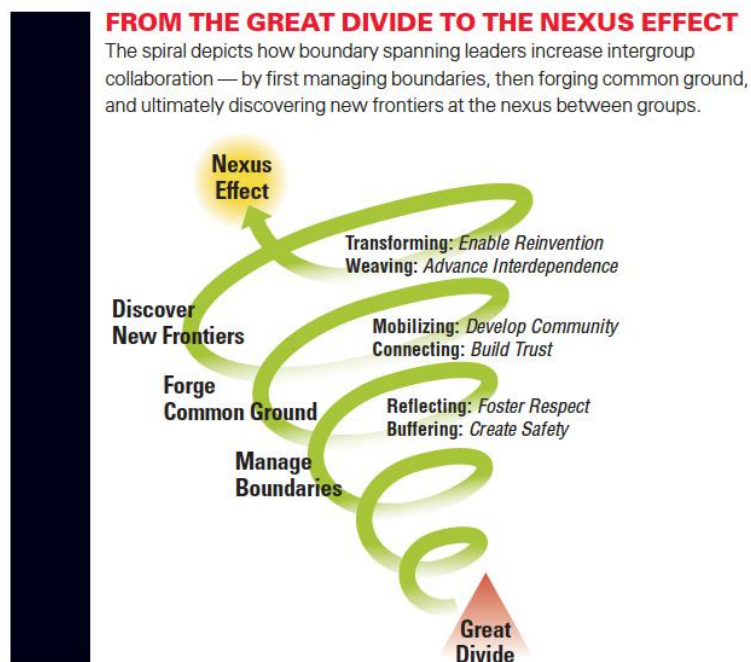 FROM THE GREAT DIVIDE TO THE NEXUS EFFECT
The spiral depicts how boundary spanning leaders increase intergroup
collaboration — by first managing boundaries, then forging common ground,
and ultimately discovering new frontiers at the nexus between groups.
Nexus
Effect
Transforming: Enable Reinvention
Weaving: Advance Interdependence
Discover
New Frontiers
Mobilizing: Develop Community
Connecting: Build Trust
Forge
Common Ground
Reflecting: Foster Respect
Buffering: Create Safety
Manage
Boundaries
Great
Divide